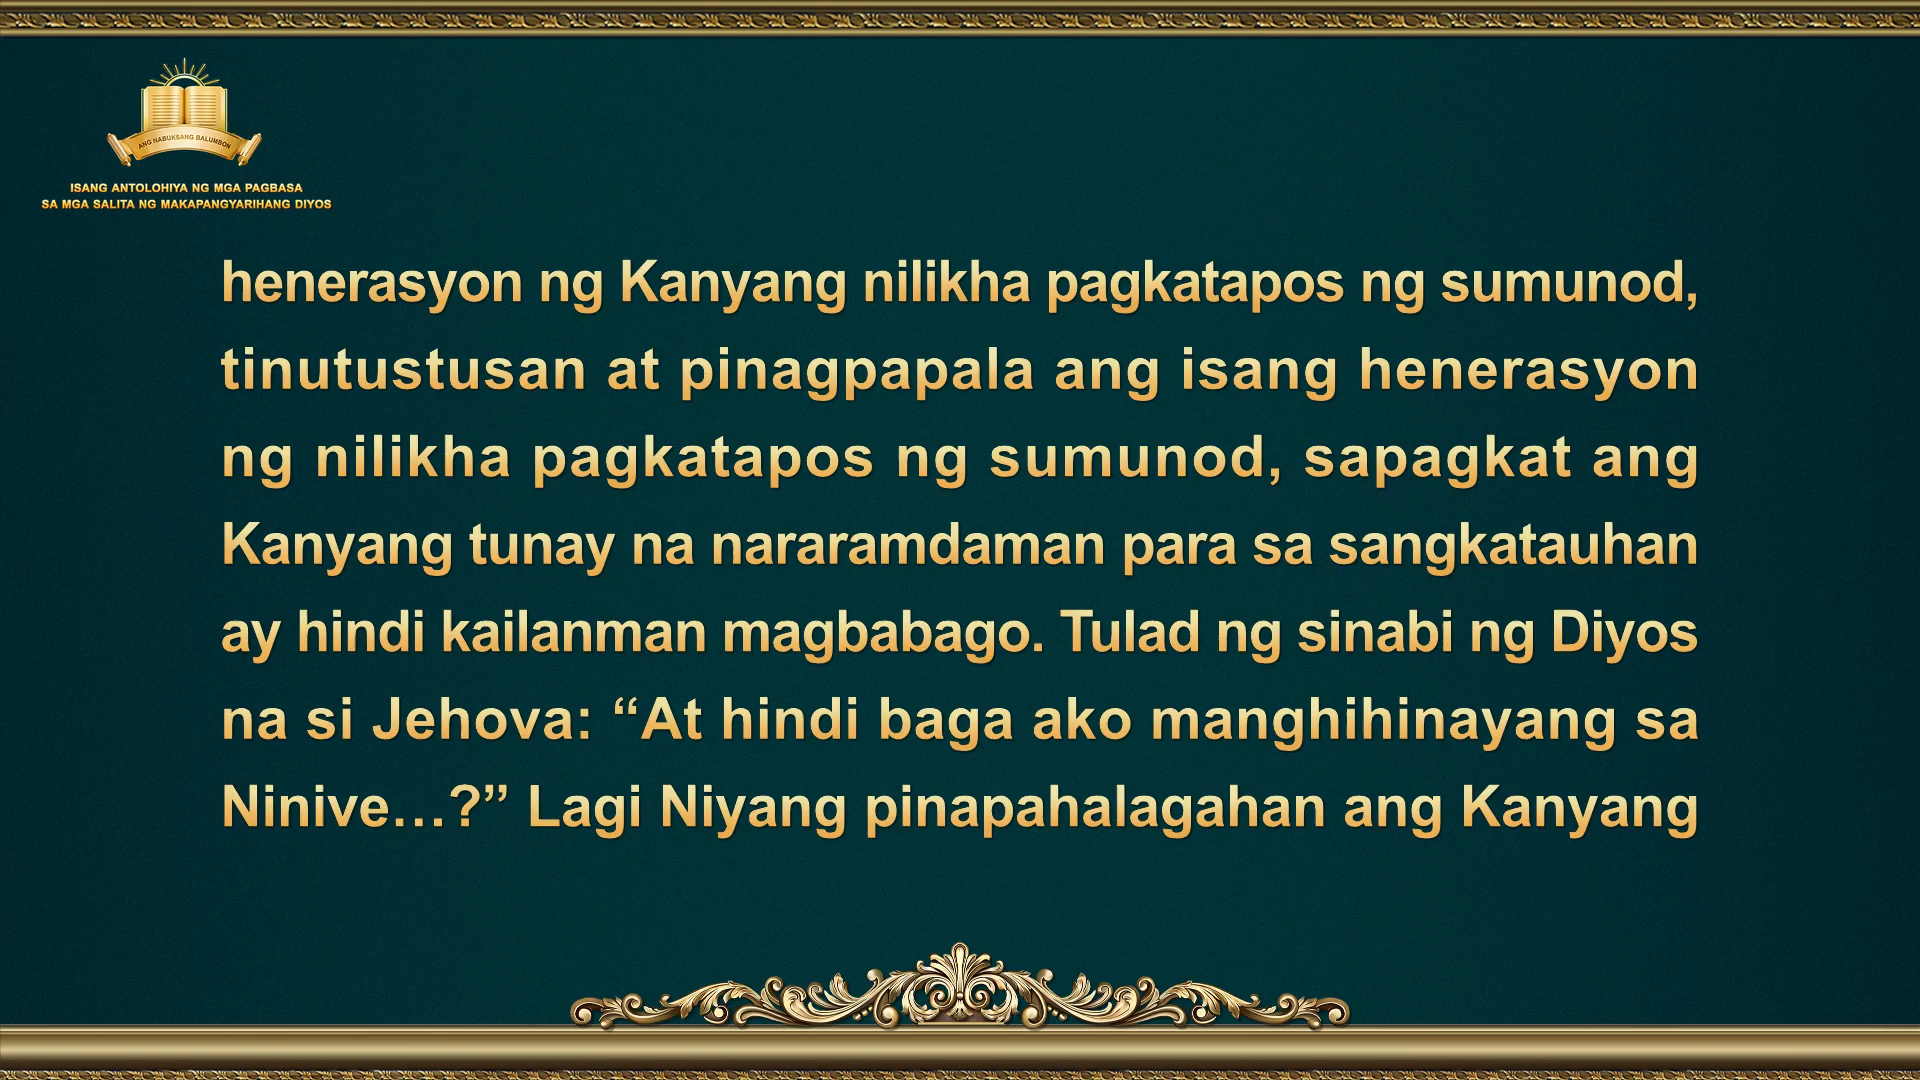 ANG NABUKSANG BALUMBON
ISANG ANTOLOHIYA NG MGA PAGBASA
SA MGA SALITA NG MAKAPANGYARIHANG DIYOS
henerasyon ng Kanyang nilikha pagkatapos ng sumunod,
tinutustusan at pinagpapala ang isang henerasyon
ng nilikha pagkatapos ng sumunod, sapagkat ang
Kanyang tunay na nararamdaman para sa sangkatauhan
ay hindi kailanman magbabago. Tulad ng sinabi ng Diyos
na si Jehova: “At hindi baga ako manghihinayang sa
Ninive…?” Lagi Niyang pinapahalagahan ang Kanyang